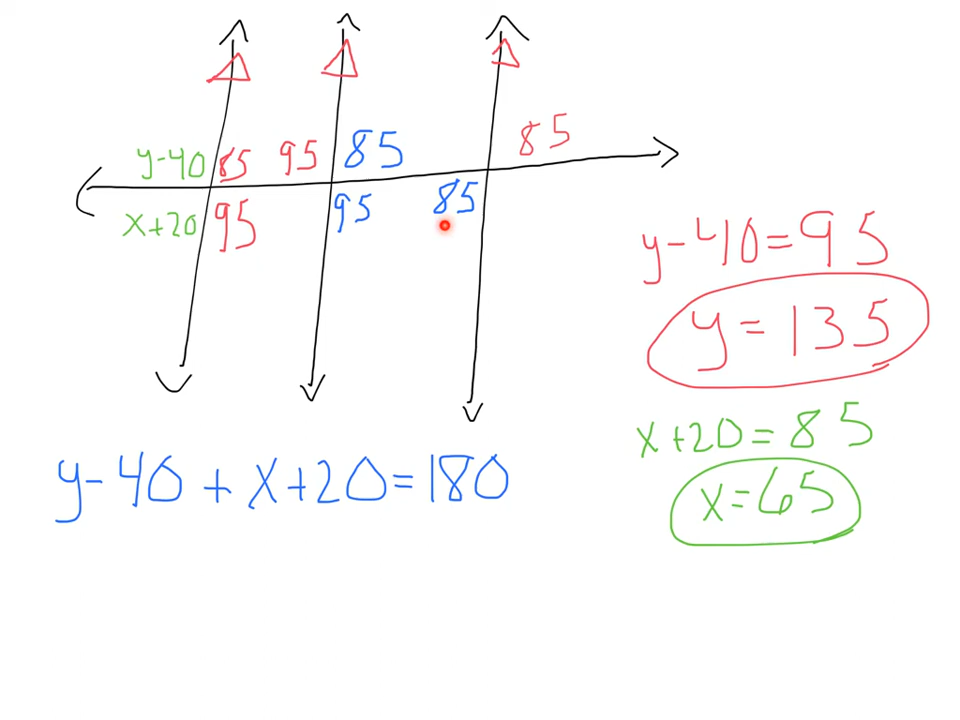 85
y-40 85 95 85
x+20 95 95 85
y-40=95
y=135
x+20=85
x=65
y-40+x+20=180